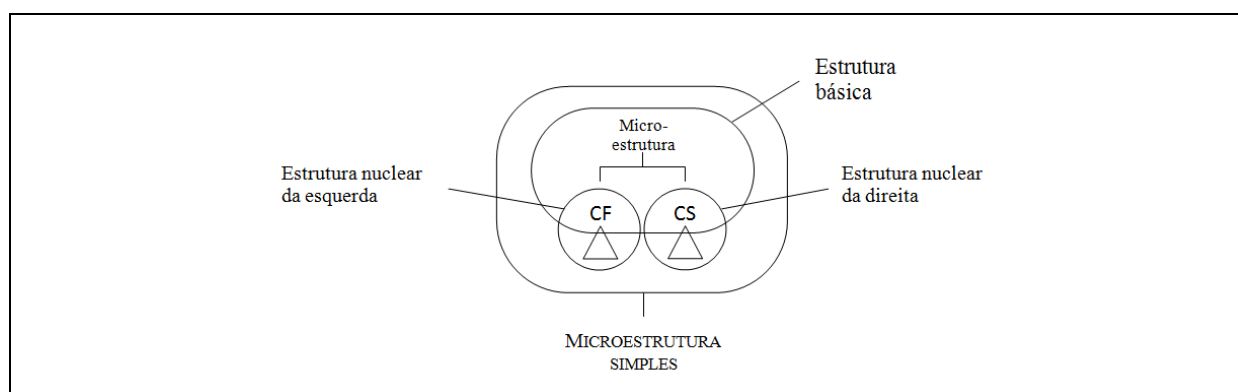 Estrutura
básica
Micro-
estrutura
Estrutura nuclear
da esquerda
Estrutura nuclear
da direita
CF
CS
MICROESTRUTURA
SIMPLES